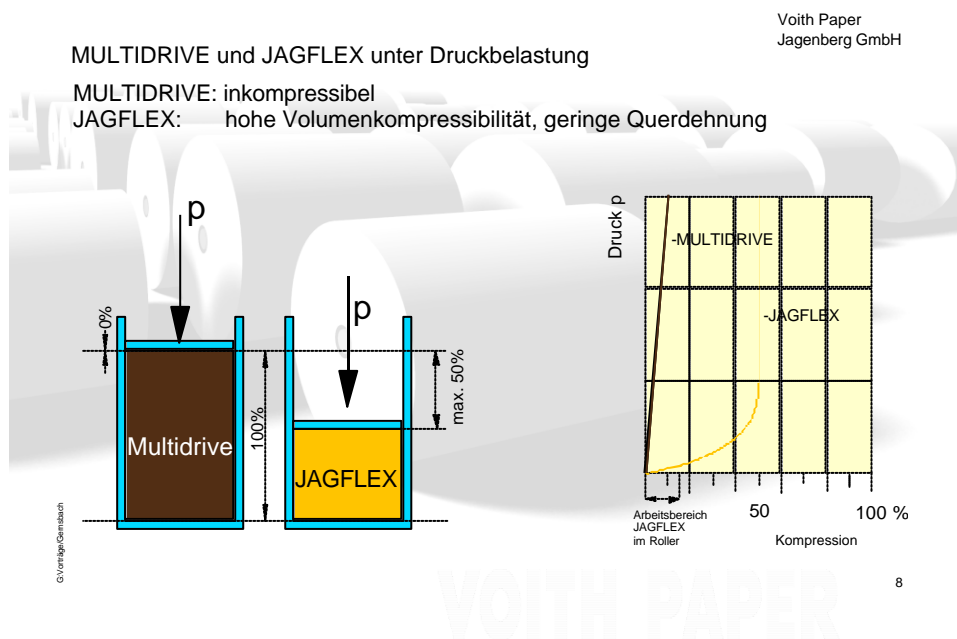 Voith Paper
Jagenberg GmbH
MULTIDRIVE und JAGFLEX unter Druckbelastung
MULTIDRIVE: inkompressibel
JAGFLEX: hohe Volumenkompressibilität, geringe Querdehnung
p
p
~0%
100%
max. 50%
Multidrive
JAGFLEX
Druck p
-MULTIDRIVE
-JAGFLEX
50
100 %
Arbeitsbereich
JAGFLEX
im Roller
Kompression
G:Vorträge/Gernsbach
8
VOITH PAPER